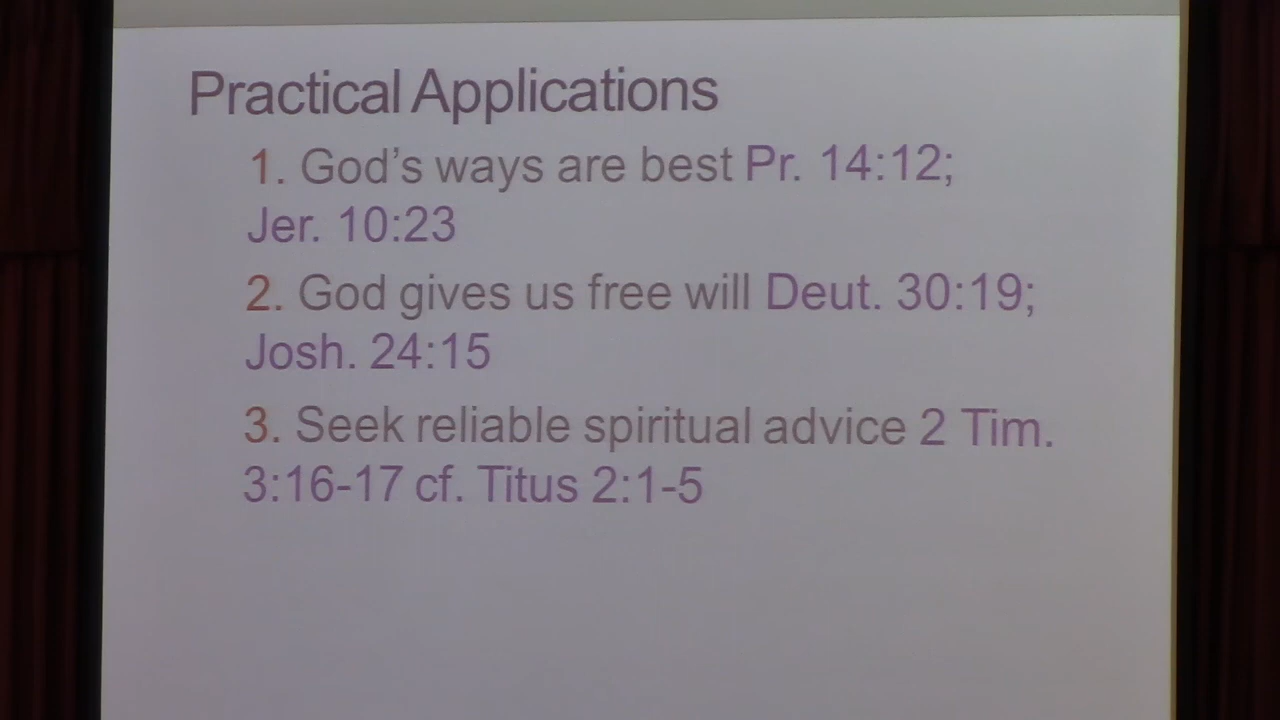 Practical Applications
1. God’s ways are best Pr. 14:12;
Jer. 10:23
2. God gives us free will Deut. 30:19;
Josh. 24:15
3. Seek reliable spiritual advice 2 Tim.
3:16-17 cf. Titus 2:1-5